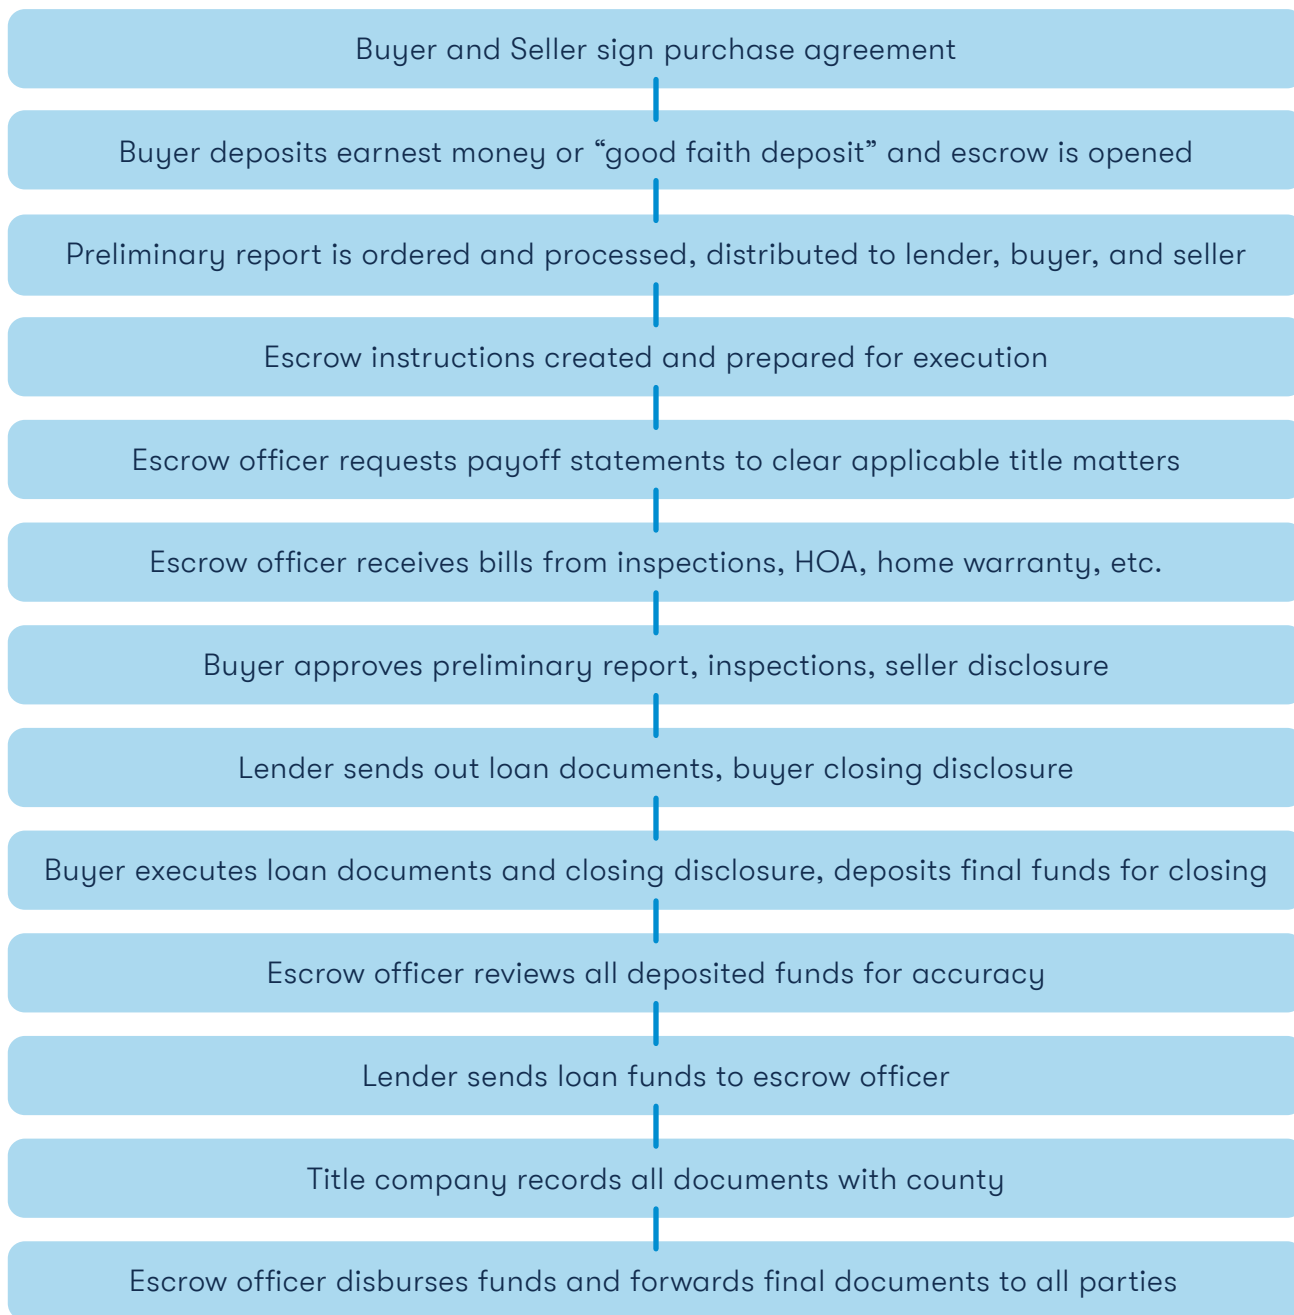 Buyer and Seller sign purchase agreement
Buyer deposits earnest money or “good faith deposit” and escrow is opened
Preliminary report is ordered and processed, distributed to lender, buyer, and seller
Escrow instructions created and prepared for execution
Escrow officer requests payoff statements to clear applicable title matters
Escrow officer receives bills from inspections, HOA, home warranty, etc.
Buyer approves preliminary report, inspections, seller disclosure
Lender sends out loan documents, buyer closing disclosure
Buyer executes loan documents and closing disclosure, deposits final funds for closing
Escrow officer reviews all deposited funds for accuracy
Lender sends loan funds to escrow officer
Title company records all documents with county
Escrow officer disburses funds and forwards final documents to all parties